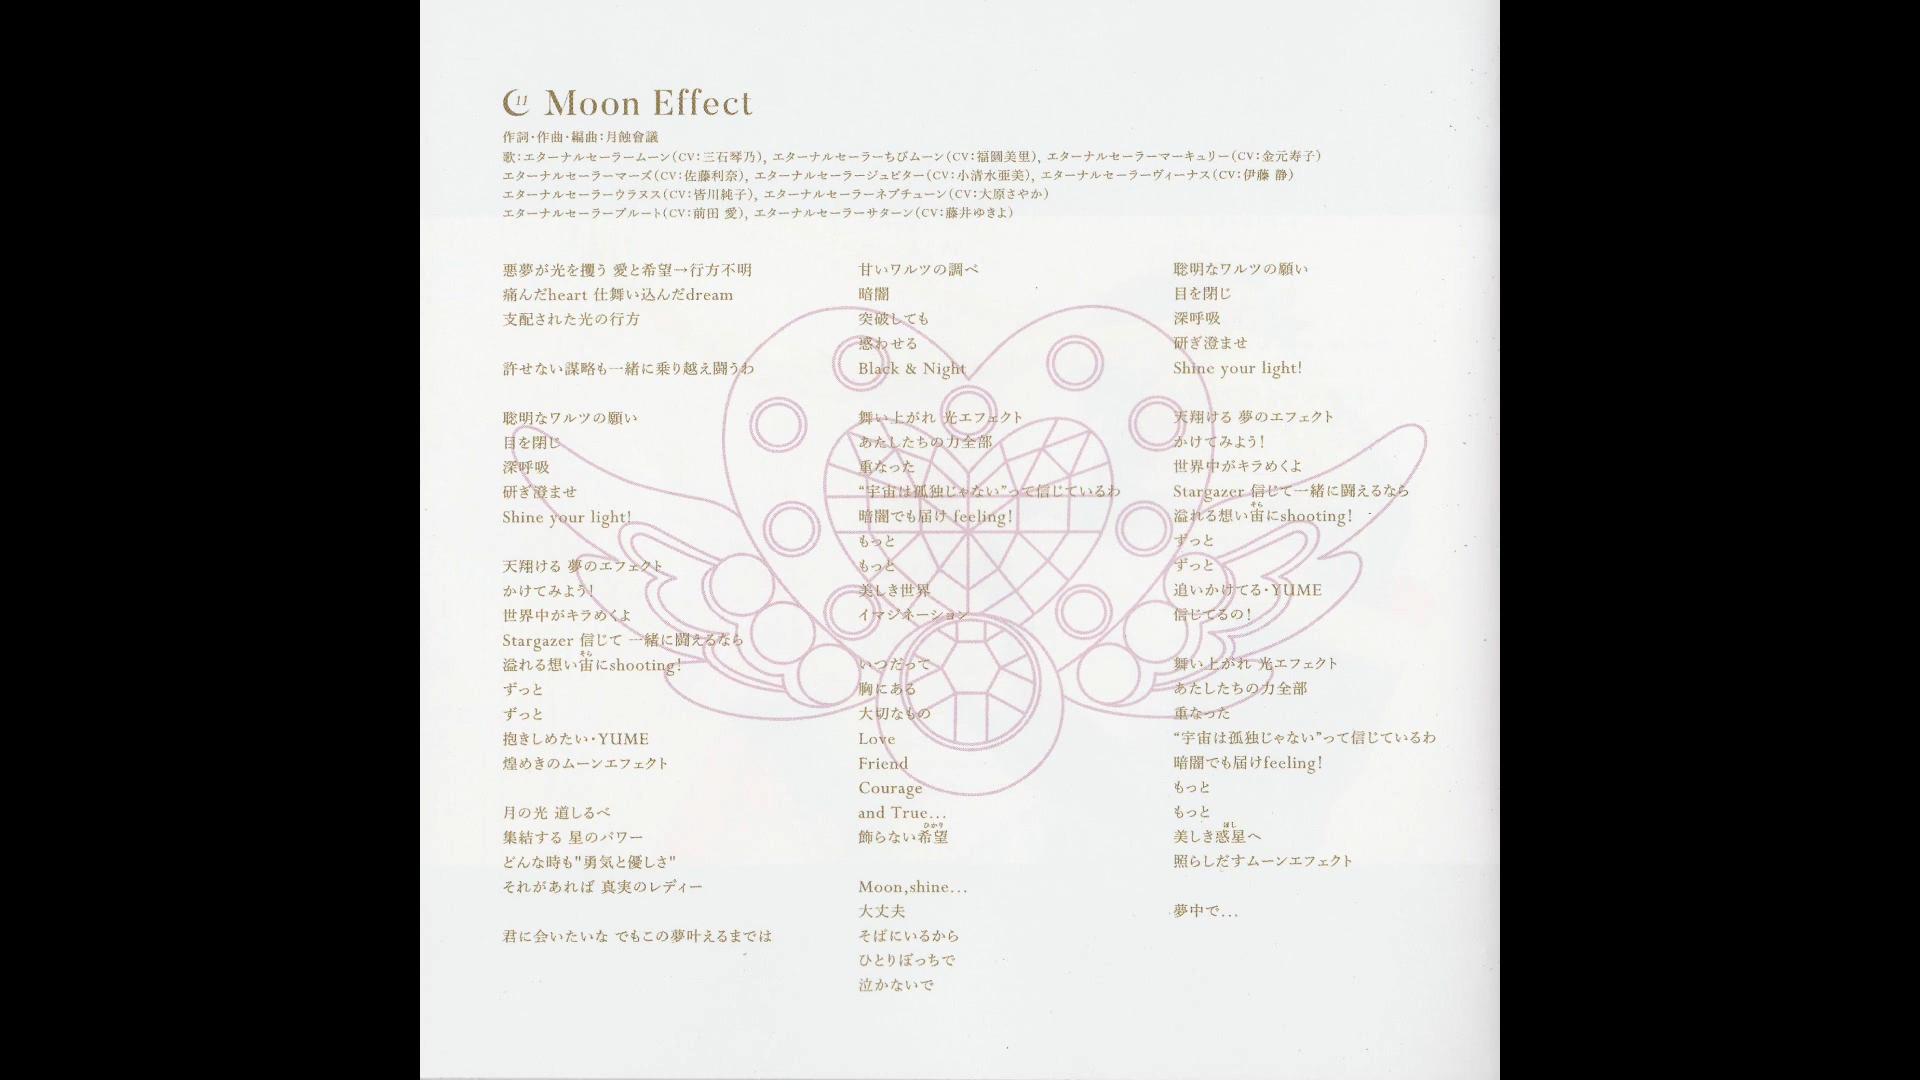 11 Moon Effect
作詞・作曲・編曲：月蝕會議
歌：エターナルセーラームーン（CV：三石琴乃），エターナルセーラーちびムーン（CV：福圓美里），エターナルセーラーマーキュリー（CV：金元寿子）
エターナルセーラーマーズ（CV：佐藤利奈），エターナルセーラージュピター（CV：小清水亜美），エターナルセーラーヴィーナス（CV：伊藤 静）
エターナルセーラーウラヌス（CV：皆川純子），エターナルセーラーネプチューン（CV：大原さやか）
エターナルセーラープルート（CV：前田 愛），エターナルセーラーサターン（CV：藤井ゆきよ）
悪夢が光を攫う 愛と希望→行方不明
痛んだheart 仕舞い込んだdream
支配された光の行方
許せない謀略も一緒に乗り越え闘うわ
聡明なワルツの願い
目を閉じ
深呼吸
研ぎ澄ませ
Shine your light!
天翔ける 夢のエフェクト
かけてみよう!
世界中がキラめくよ
Stargazer 信じて 一緒に闘えるなら
溢れる想い宙にshooting!
そら
ずっと
ずっと
抱きしめたい・YUME
煌めきのムーンエフェクト
月の光 道しるべ
集結する 星のパワー
どんな時も"勇気と優しさ"
それがあれば 真実のレディー
君に会いたいな でもこの夢叶えるまでは
甘いワルツの調べ
暗闇
突破しても
惑わせる
Black & Night
舞い上がれ 光エフェクト
あたしたちの力全部
重なった
“宇宙は孤独じゃない”って信じているわ
暗闇でも届け feeling!
もっと
もっと
美しき世界
イマジネーション
いつだって
胸にある
大切なもの
Love
Friend
Courage
and True...
飾らない希望
ひかり
Moon,shine...
大丈夫
そばにいるから
ひとりぼっちで
泣かないで
聡明なワルツの願い
目を閉じ
深呼吸
研ぎ澄ませ
Shine your light!
天翔ける 夢のエフェクト
かけてみよう!
世界中がキラめくよ
Stargazer 信じて一緒に闘えるなら
溢れる想い宙にshooting!
そら
ずっと
ずっと
追いかけてる・YUME
信じてるの!
舞い上がれ 光エフェクト
あたしたちの力全部
重なった
“宇宙は孤独じゃない”って信じているわ
暗闇でも届けfeeling!
もっと
もっと
美しき惑星へ
ほし
照らしだすムーンエフェクト
夢中で...